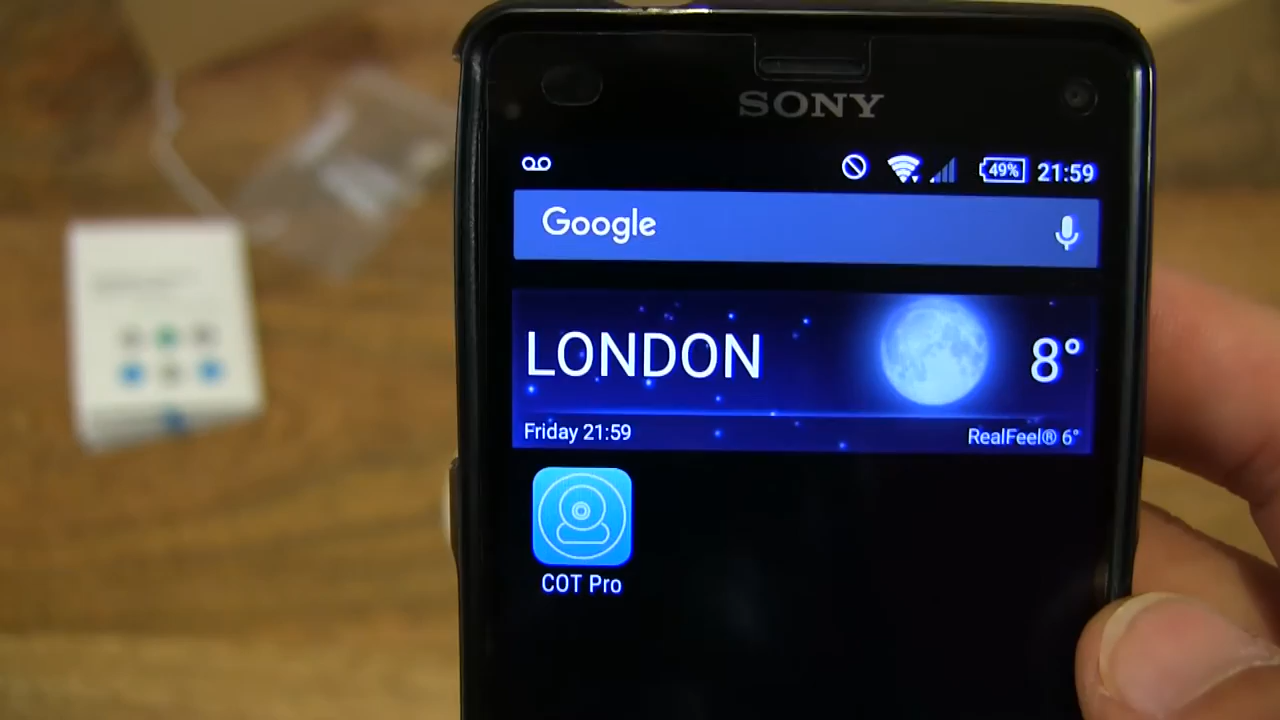 SONY
49% 21:59
Google
LONDON
8°
Friday 21:59
RealFeel® 6°
COT Pro